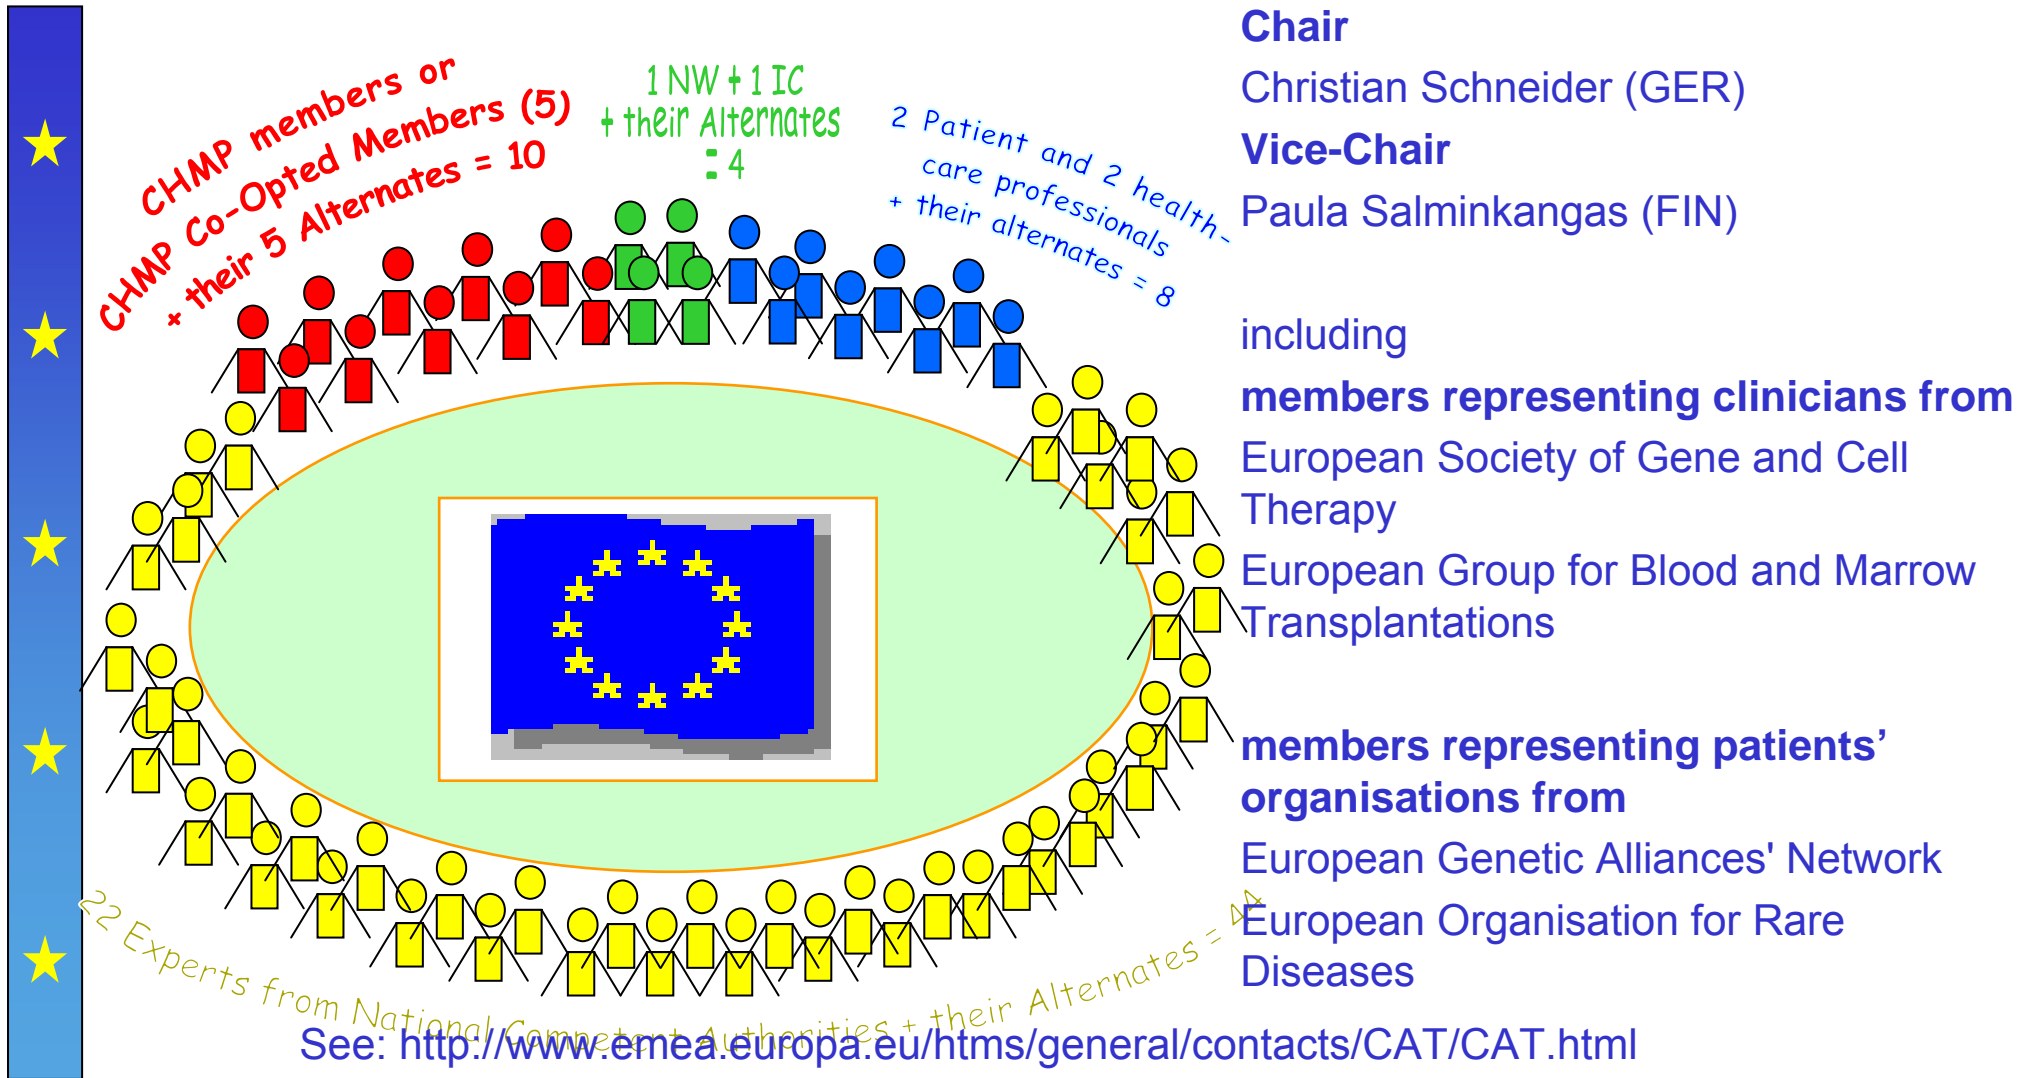 CHMP members or
CHMP Co-Opted Members (5)
+ their 5 Alternates = 10
1 NW + 1 IC
+ their Alternates
= 4
2 Patient and 2 health-
care professionals
+ their alternates = 8
22 Experts from National Competent Authorities + their Alternates = 44
Chair
Christian Schneider (GER)
Vice-Chair
Paula Salminkangas (FIN)
including
members representing clinicians from
European Society of Gene and Cell
Therapy
European Group for Blood and Marrow
Transplantations
members representing patients’
organisations from
European Genetic Alliances' Network
European Organisation for Rare
Diseases
See: http://www.emea.europa.eu/htms/general/contacts/CAT/CAT.html